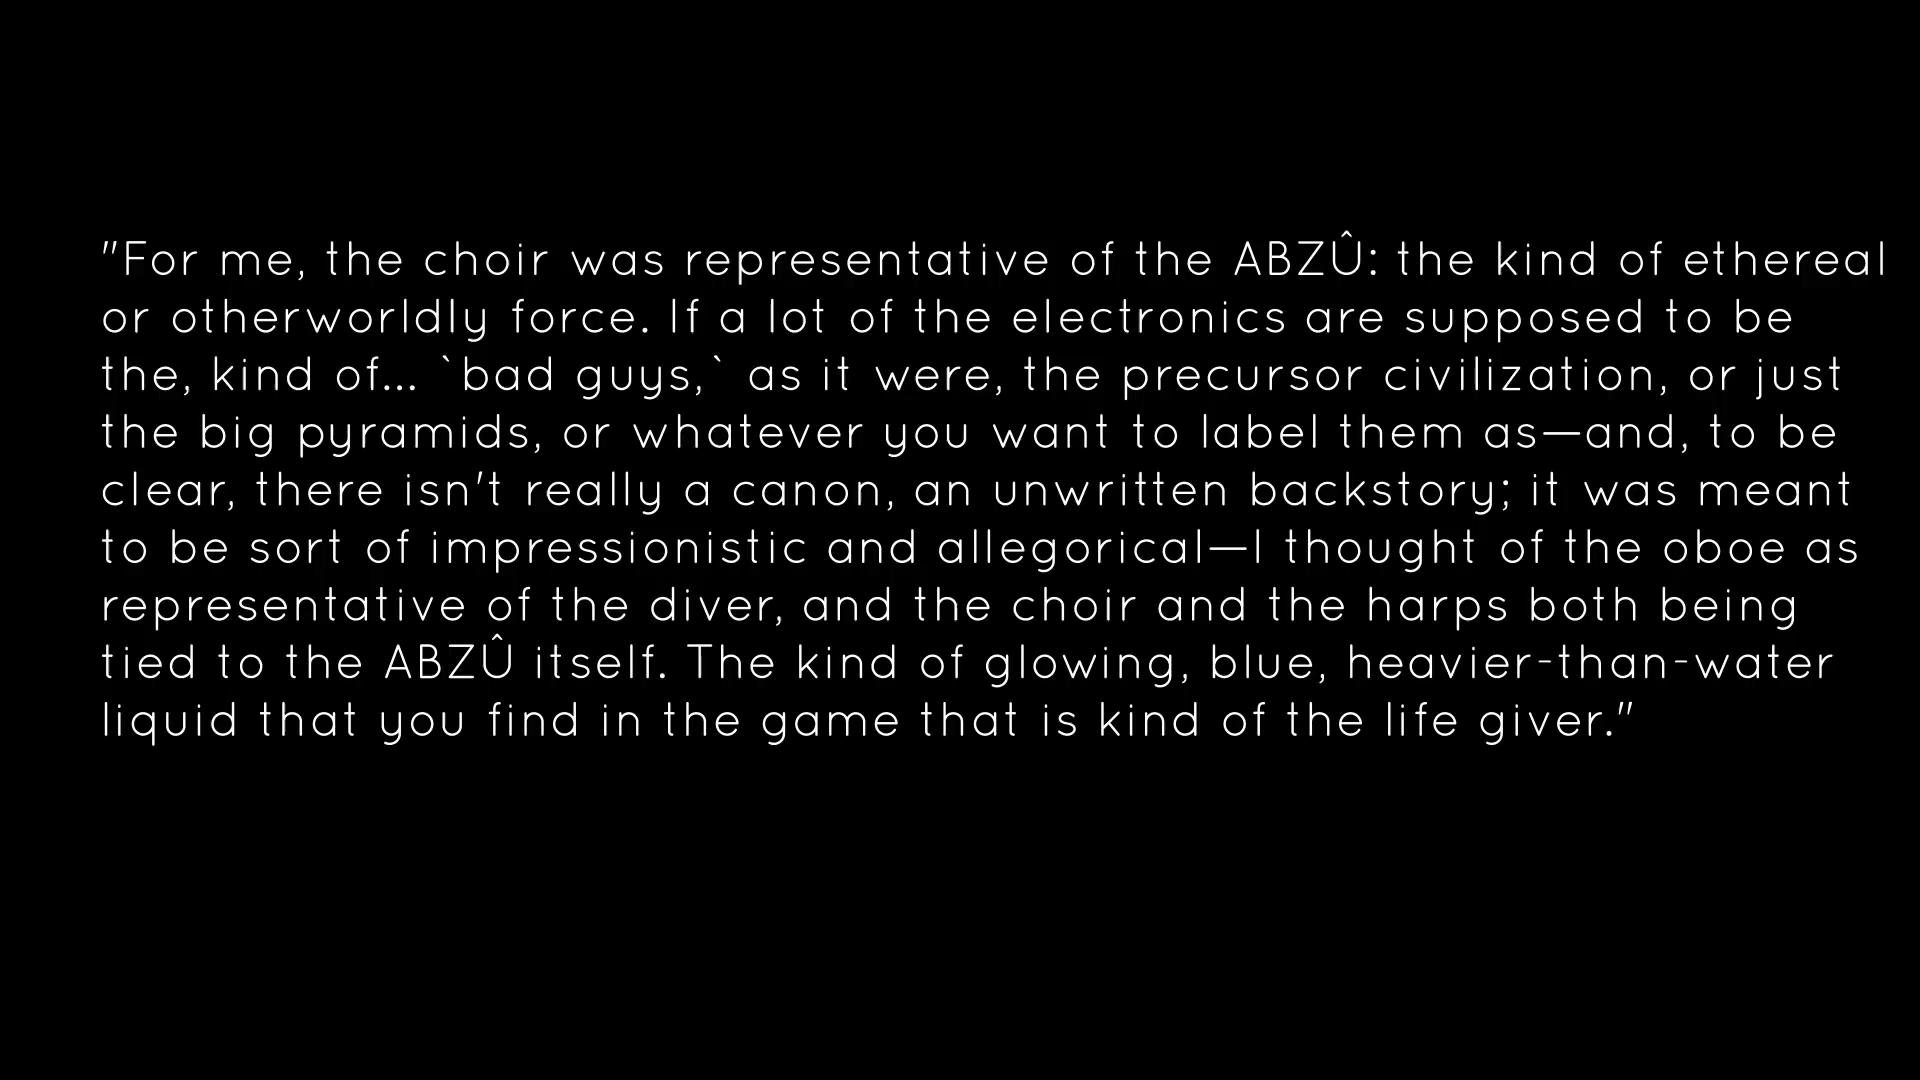 "For me, the choir was representative of the ABZÛ: the kind of ethereal
or otherworldly force. If a lot of the electronics are supposed to be
the, kind of... `bad guys,` as it were, the precursor civilization, or just
the big pyramids, or whatever you want to label them as—and, to be
clear, there isn't really a canon, an unwritten backstory; it was meant
to be sort of impressionistic and allegorical—I thought of the oboe as
representative of the diver, and the choir and the harps both being
tied to the ABZÛ itself. The kind of glowing, blue, heavier-than-water
liquid that you find in the game that is kind of the life giver."